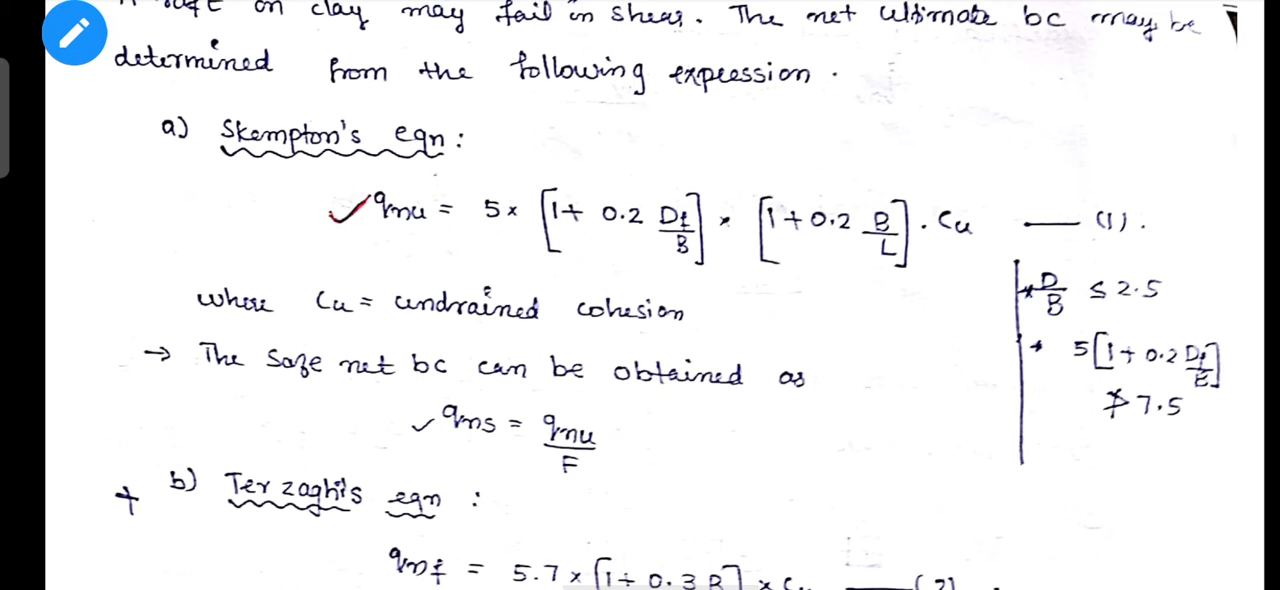 on clay may fail in shear. The net ultimate bc may be
determined from the following expression.
a) Skempton's eqn:
qnu = 5 × [1 + 0.2 Df/B] × [1 + 0.2 B/L] . Cu —— (1).
where Cu = undrained cohesion
* D/B ≤ 2.5
→ The safe net bc can be obtained as
* 5[1 + 0.2 Df/B]
≯ 7.5
qns = qnu/F
b) Terzaghi's eqn :
qnf = 5.7 × [1 + 0.3 B] × C